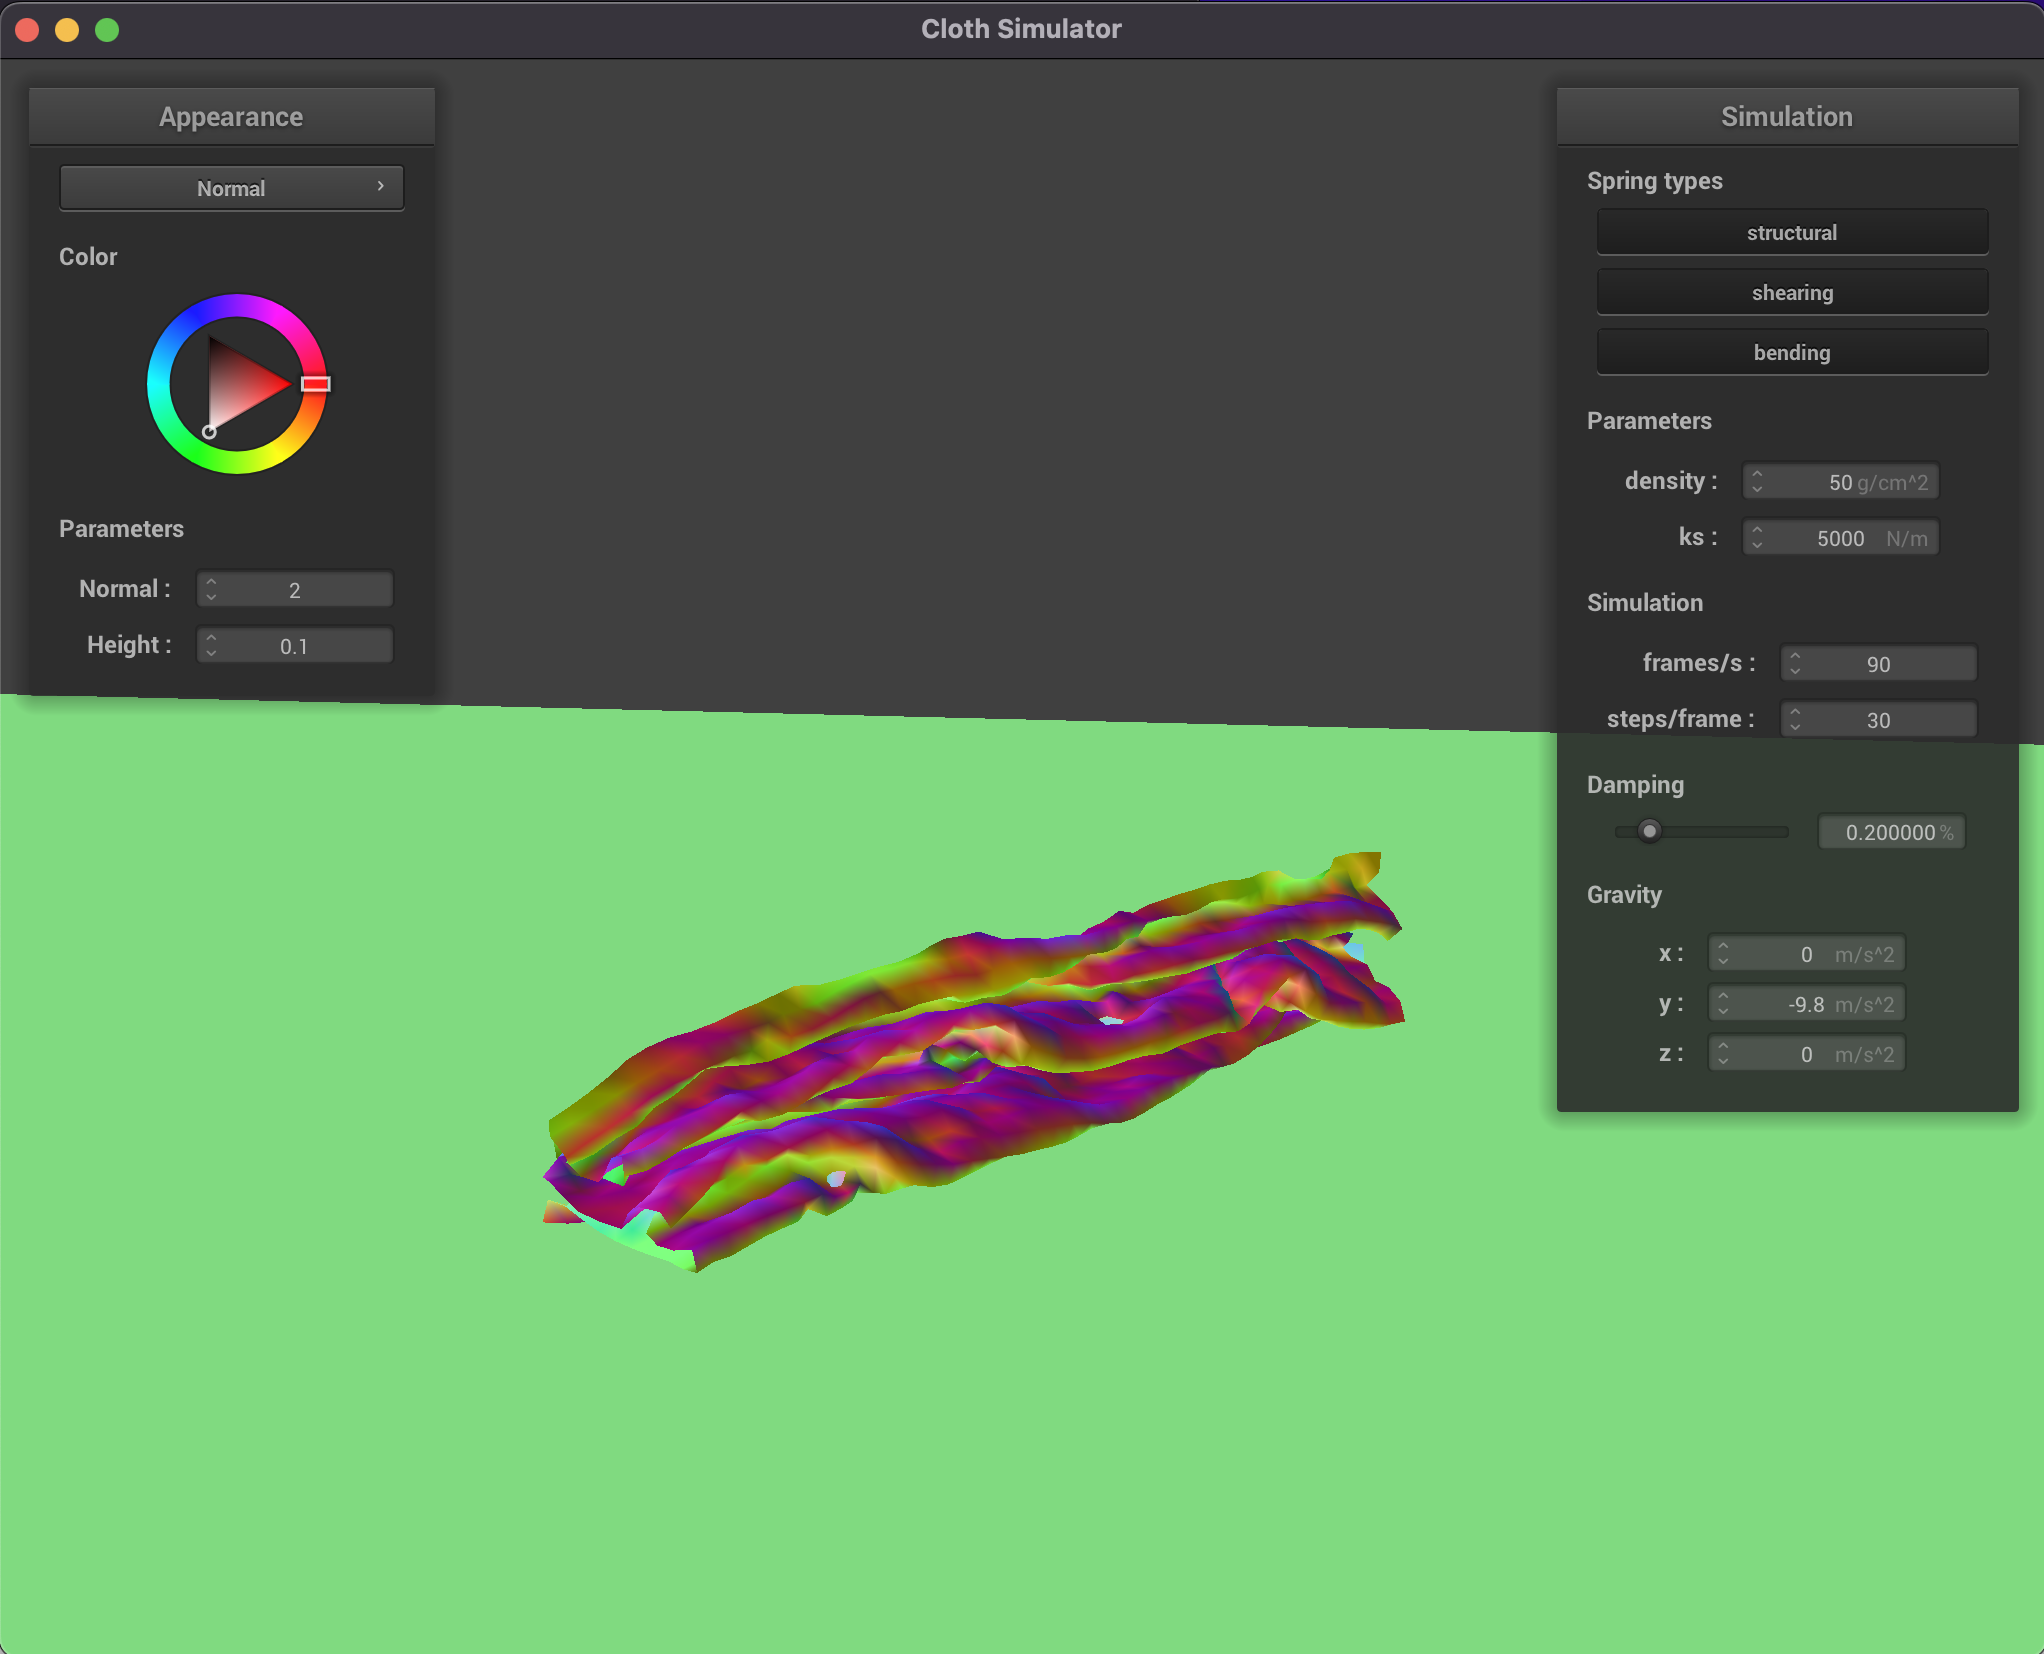 Cloth Simulator
Appearance
Normal
Color
Parameters
Normal : 2
Height : 0.1
Simulation
Spring types
structural
shearing
bending
Parameters
density : 50 g/cm^2
ks : 5000 N/m
Simulation
frames/s : 90
steps/frame : 30
Damping
0.200000 %
Gravity
x : 0 m/s^2
y : -9.8 m/s^2
z : 0 m/s^2